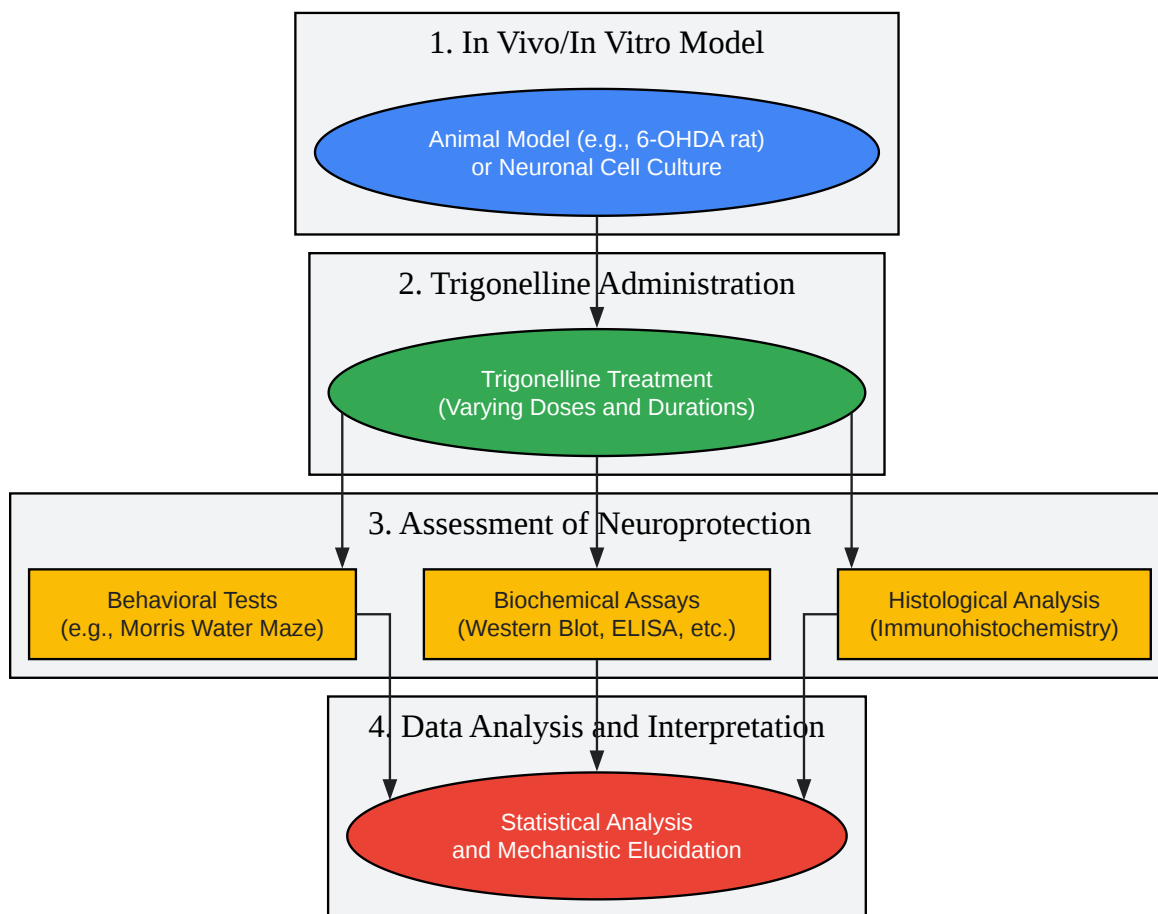 1. In Vivo/In Vitro Model
Animal Model (e.g., 6-OHDA rat)
or Neuronal Cell Culture
2. Trigonelline Administration
Trigonelline Treatment
(Varying Doses and Durations)
3. Assessment of Neuroprotection
Behavioral Tests
(e.g., Morris Water Maze)
Biochemical Assays
(Western Blot, ELISA, etc.)
Histological Analysis
(Immunohistochemistry)
4. Data Analysis and Interpretation
Statistical Analysis
and Mechanistic Elucidation